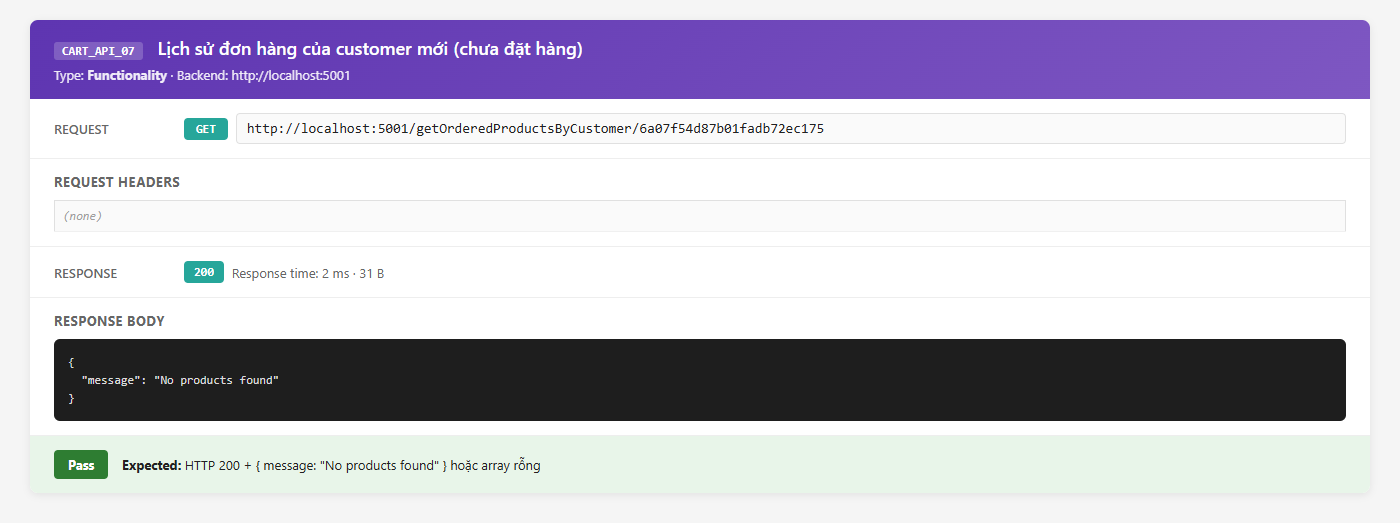 CART_API_07 Lịch sử đơn hàng của customer mới (chưa đặt hàng)
Type: Functionality · Backend: http://localhost:5001
REQUEST GET http://localhost:5001/getOrderedProductsByCustomer/6a07f54d87b01fadb72ec175
REQUEST HEADERS
(none)
RESPONSE 200 Response time: 2 ms · 31 B
RESPONSE BODY
{
"message": "No products found"
}
Pass Expected: HTTP 200 + { message: "No products found" } hoặc array rỗng